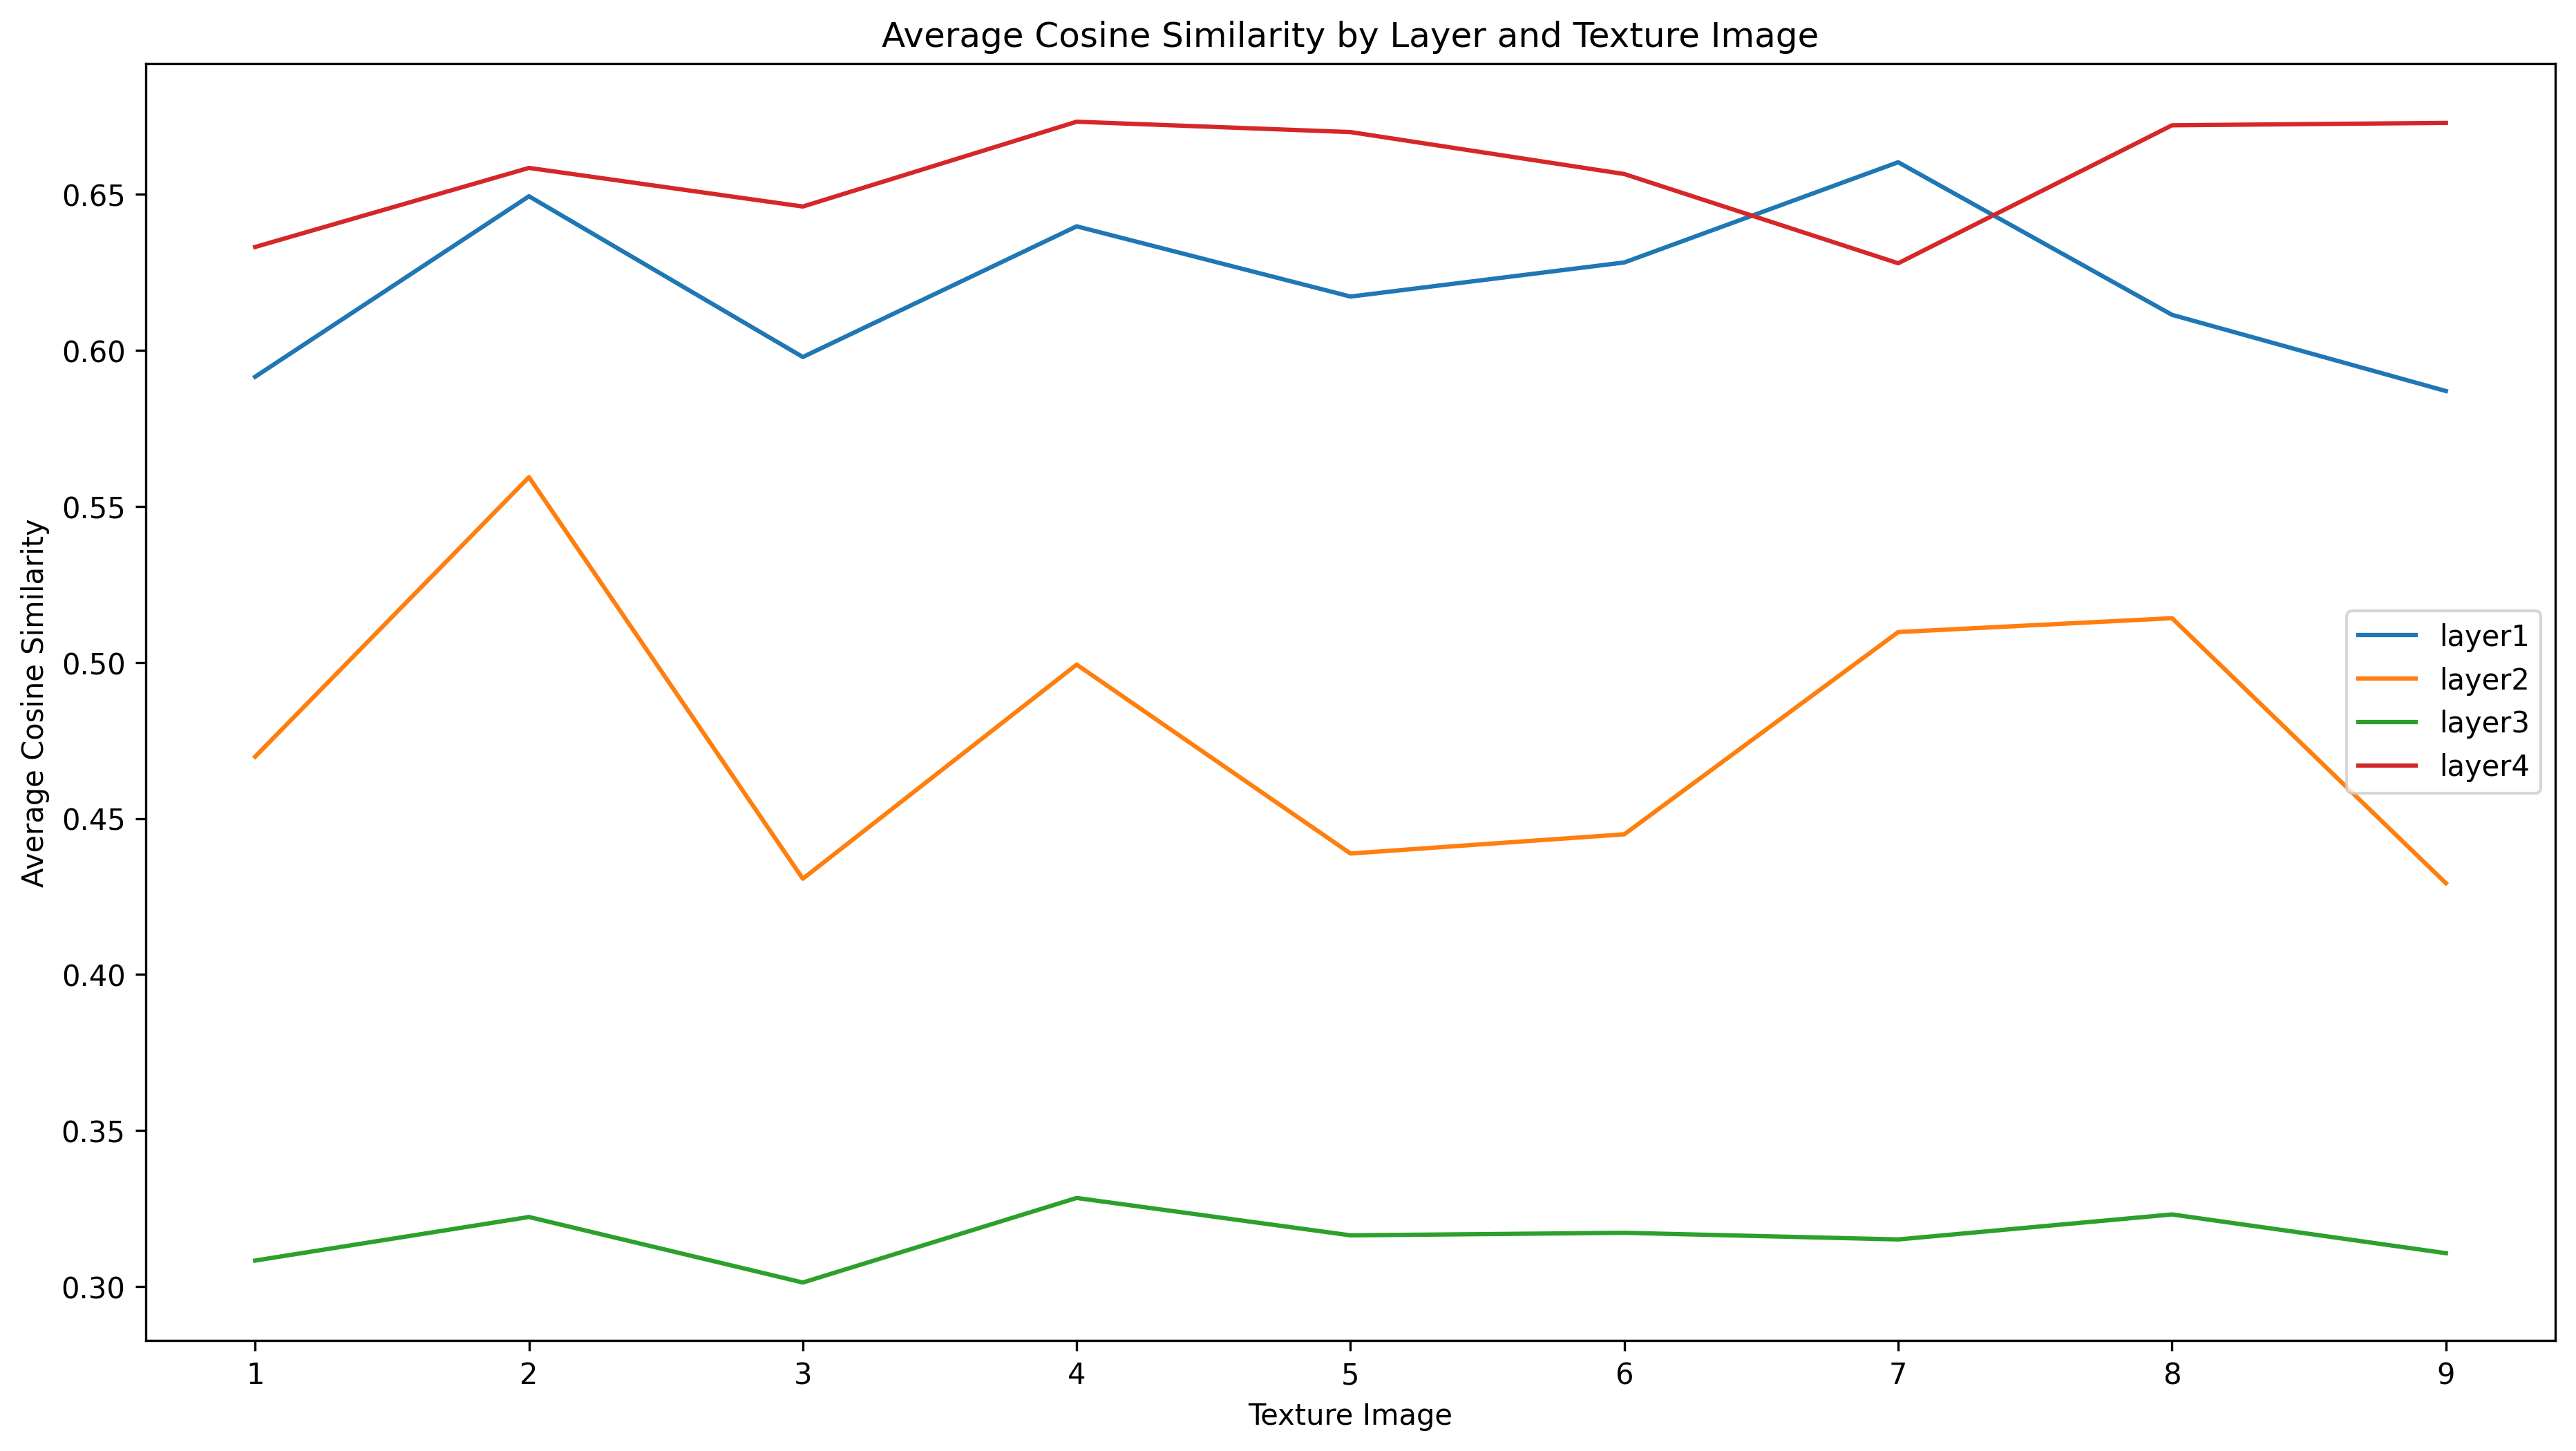 Average Cosine Similarity by Layer and Texture Image
Average Cosine Similarity
0.65
0.60
0.55
0.50
0.45
0.40
0.35
0.30
layer1
layer2
layer3
layer4
1 2 3 4 5 6 7 8 9
Texture Image